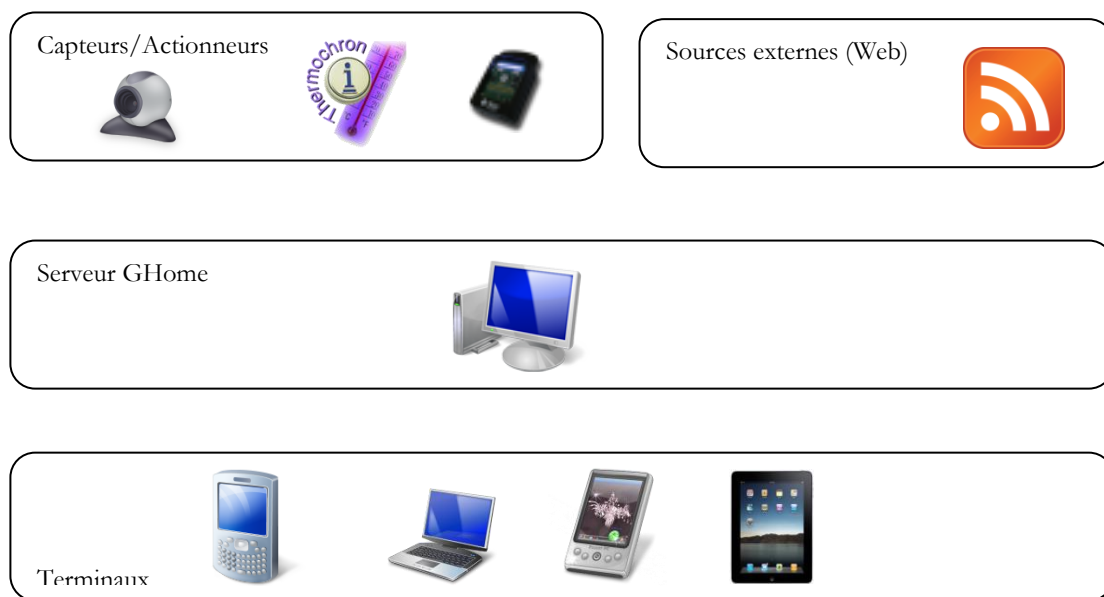 Capteurs/Actionneurs
Thermochron
i
Sources externes (Web)
Serveur GHome
Terminaux